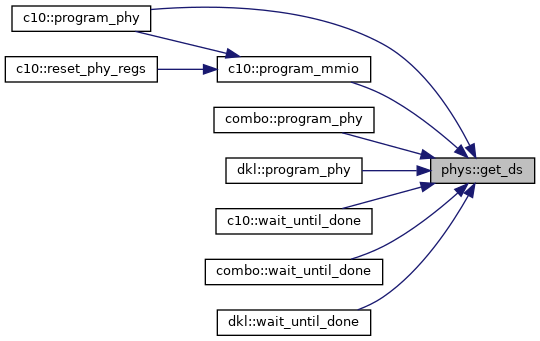 c10::program_phy
c10::reset_phy_regs
c10::program_mmio
combo::program_phy
dkl::program_phy
phys::get_ds
c10::wait_until_done
combo::wait_until_done
dkl::wait_until_done